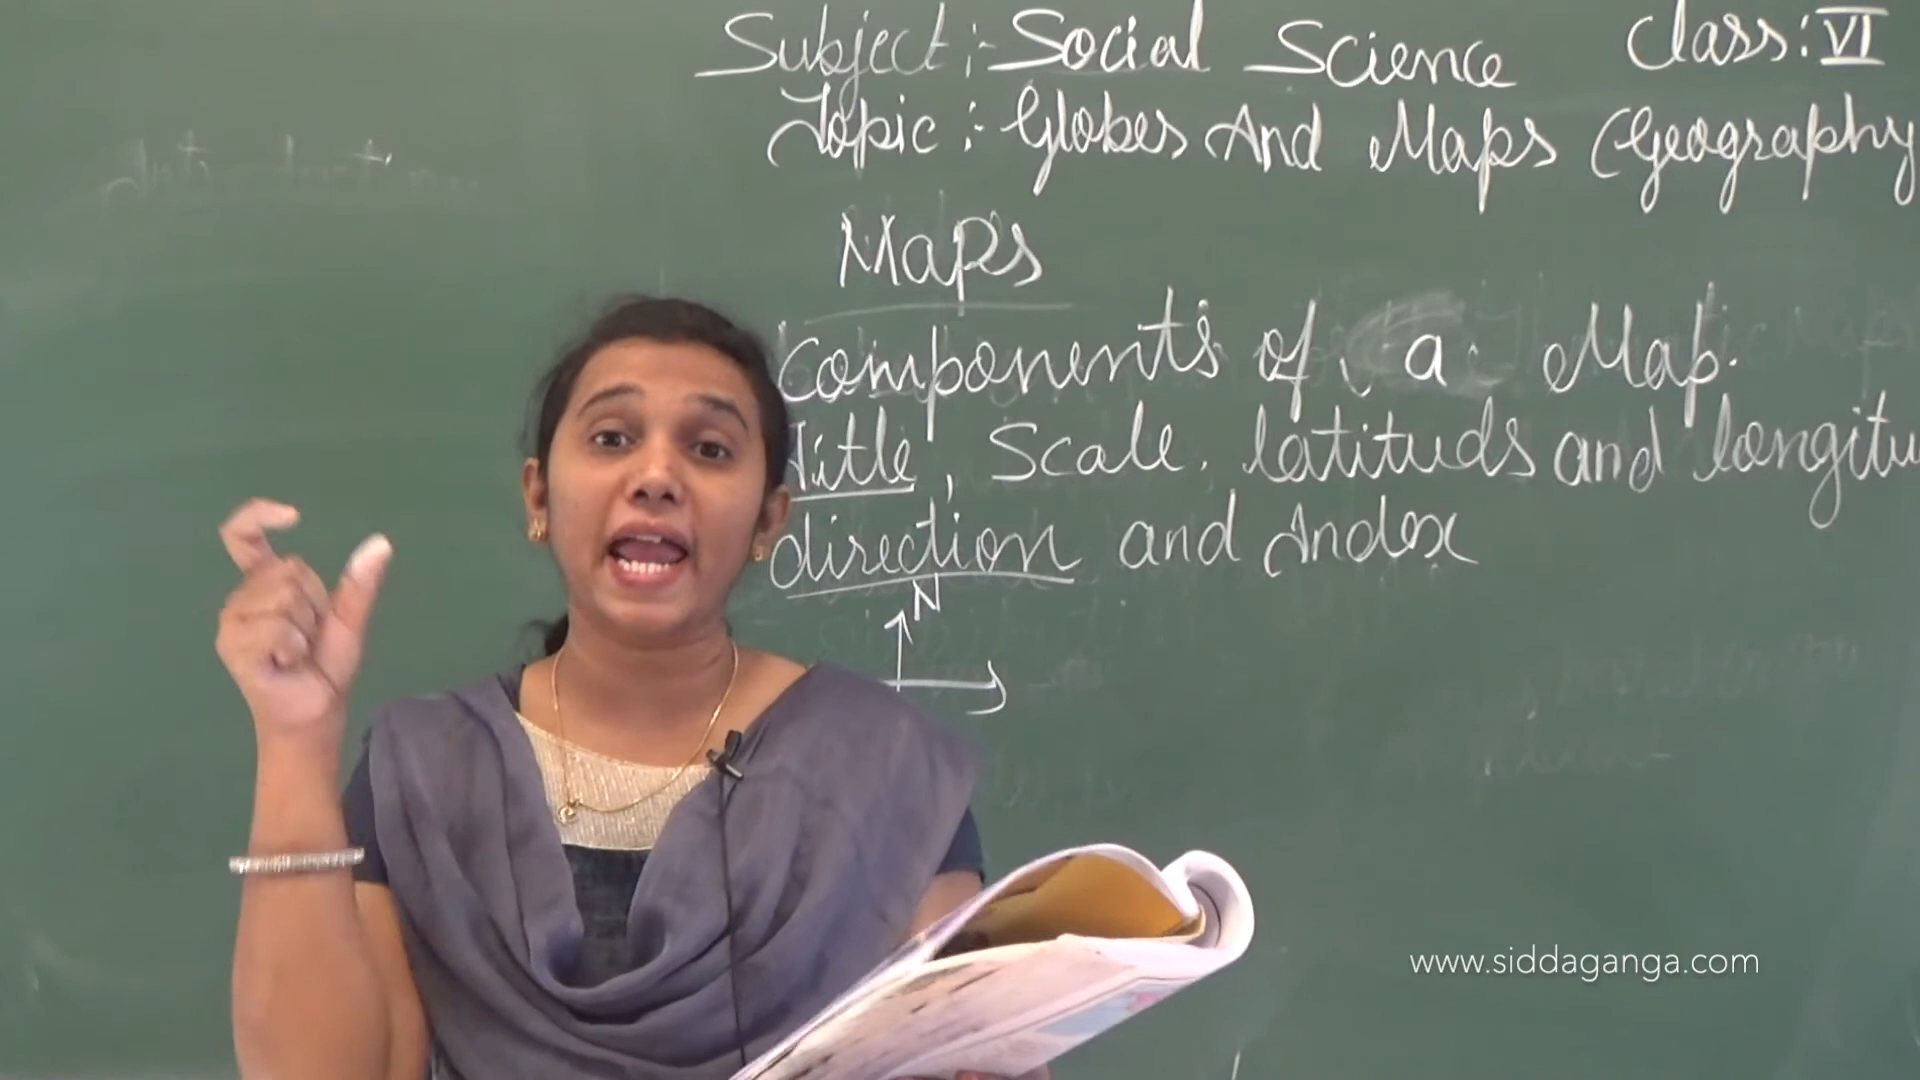 Subject :- Social Science Class: VI
Topic :- Globes And Maps (Geography
Maps
Components of a Map.
Title, Scale, latituds and longitu
direction and Index
N
www.siddaganga.com